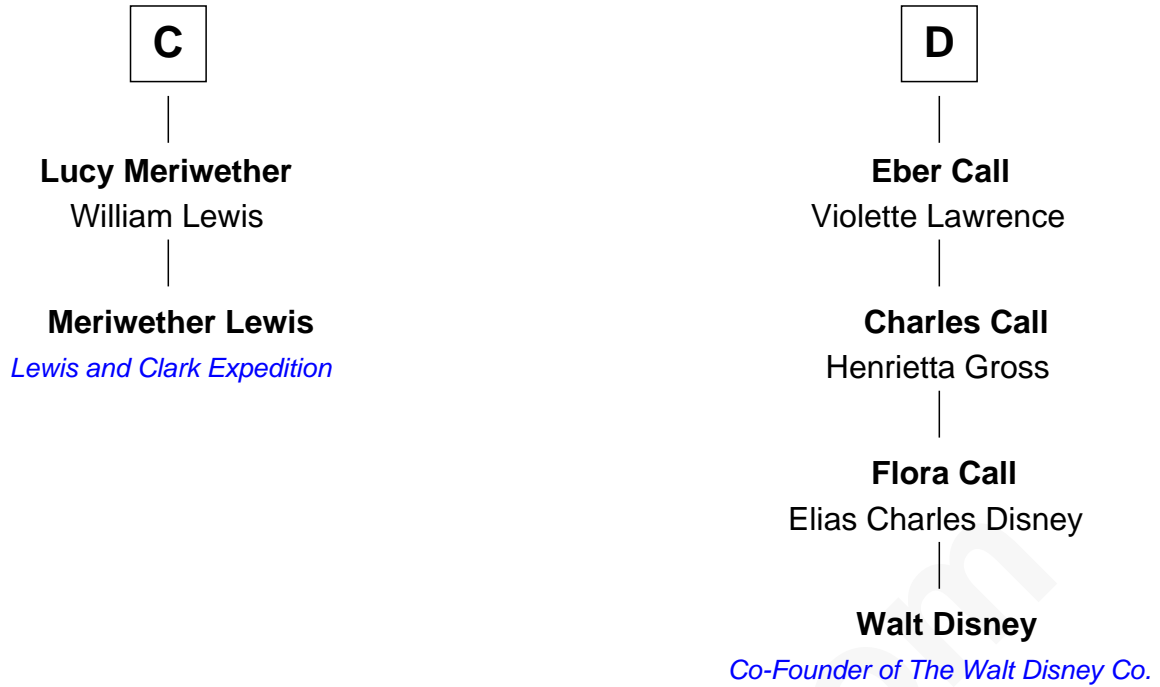 C
Lucy Meriwether
William Lewis
Meriwether Lewis
Lewis and Clark Expedition
D
Eber Call
Violette Lawrence
Charles Call
Henrietta Gross
Flora Call
Elias Charles Disney
Walt Disney
Co-Founder of The Walt Disney Co.